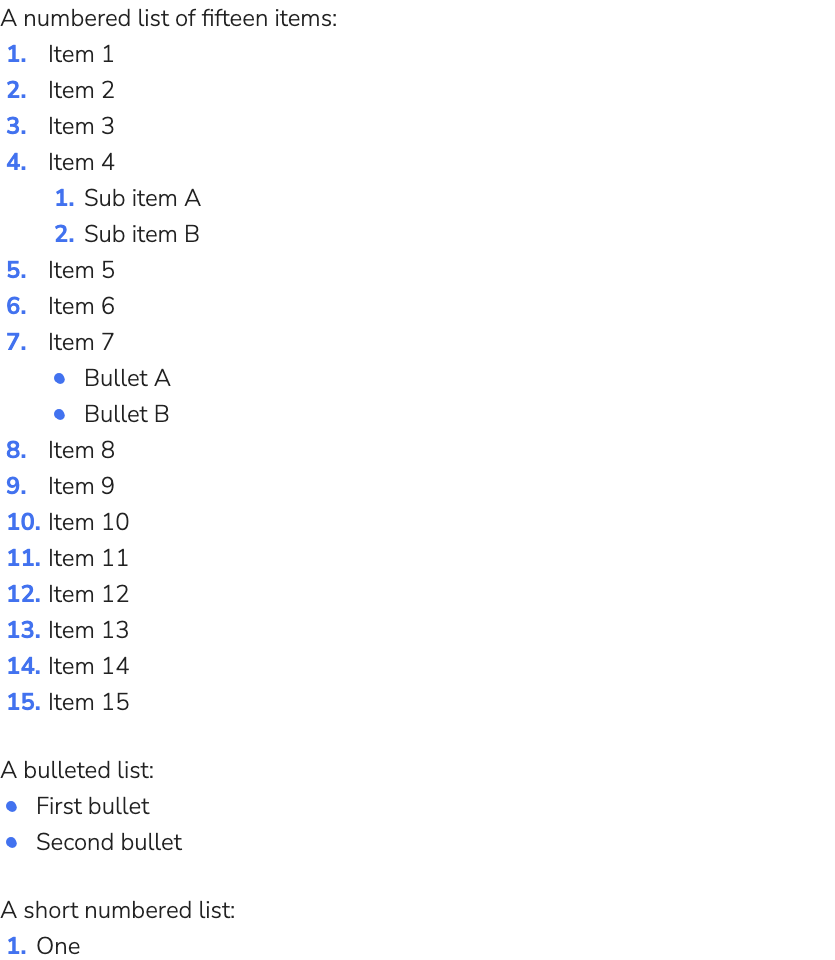 A numbered list of fifteen items:
1. Item 1
2. Item 2
3. Item 3
4. Item 4
1. Sub item A
2. Sub item B
5. Item 5
6. Item 6
7. Item 7
• Bullet A
• Bullet B
8. Item 8
9. Item 9
10. Item 10
11. Item 11
12. Item 12
13. Item 13
14. Item 14
15. Item 15
A bulleted list:
• First bullet
• Second bullet
A short numbered list:
1. One